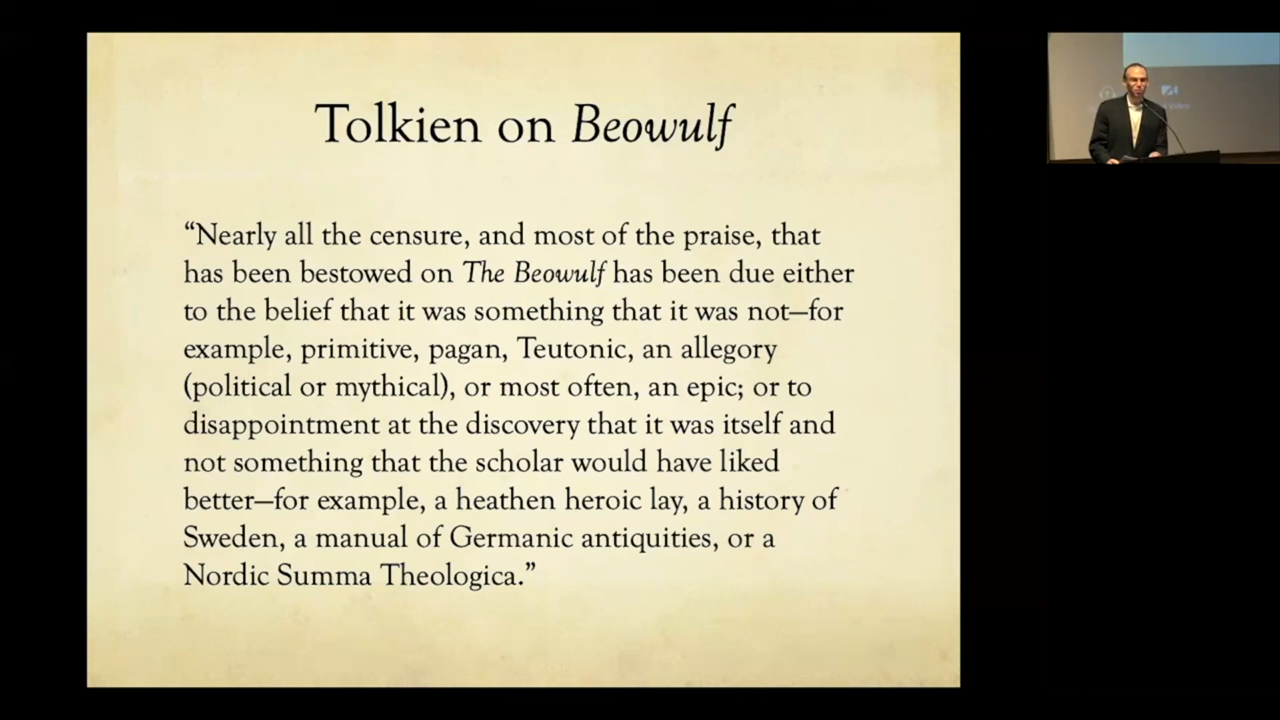 Tolkien on Beowulf
“Nearly all the censure, and most of the praise, that
has been bestowed on The Beowulf has been due either
to the belief that it was something that it was not—for
example, primitive, pagan, Teutonic, an allegory
(political or mythical), or most often, an epic; or to
disappointment at the discovery that it was itself and
not something that the scholar would have liked
better—for example, a heathen heroic lay, a history of
Sweden, a manual of Germanic antiquities, or a
Nordic Summa Theologica.”